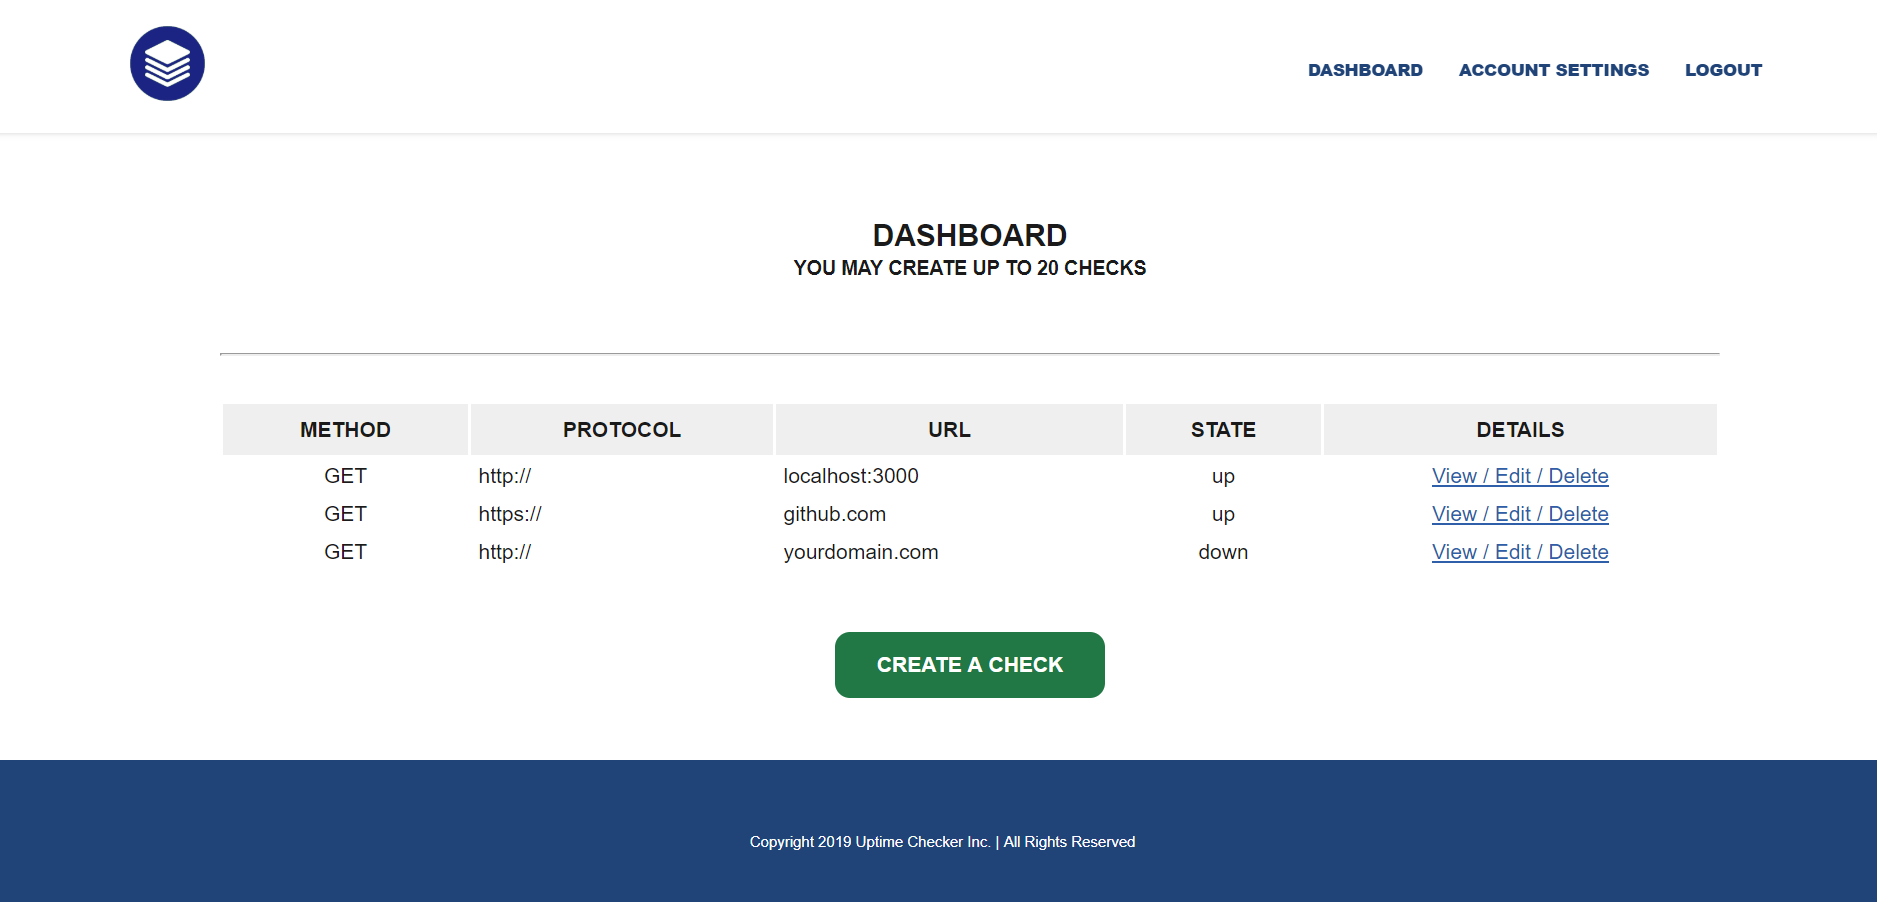 DASHBOARD ACCOUNT SETTINGS LOGOUT
DASHBOARD
YOU MAY CREATE UP TO 20 CHECKS
METHOD PROTOCOL URL STATE DETAILS
GET http:// localhost:3000 up View / Edit / Delete
GET https:// github.com up View / Edit / Delete
GET http:// yourdomain.com down View / Edit / Delete
CREATE A CHECK
Copyright 2019 Uptime Checker Inc. | All Rights Reserved